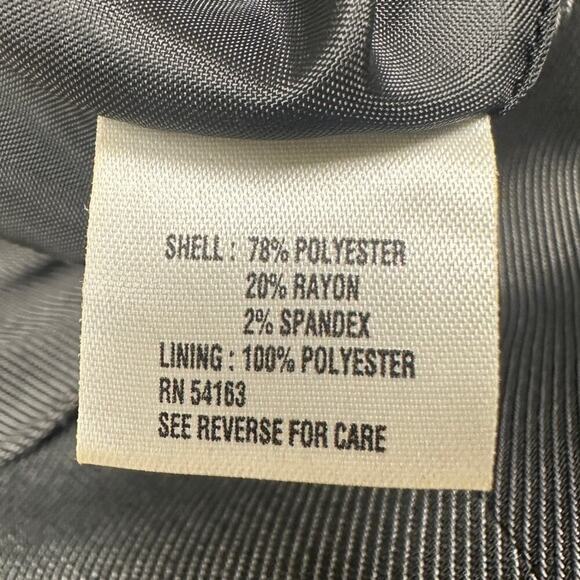 SHELL : 78% POLYESTER
20% RAYON
2% SPANDEX
LINING : 100% POLYESTER
RN 54163
SEE REVERSE FOR CARE